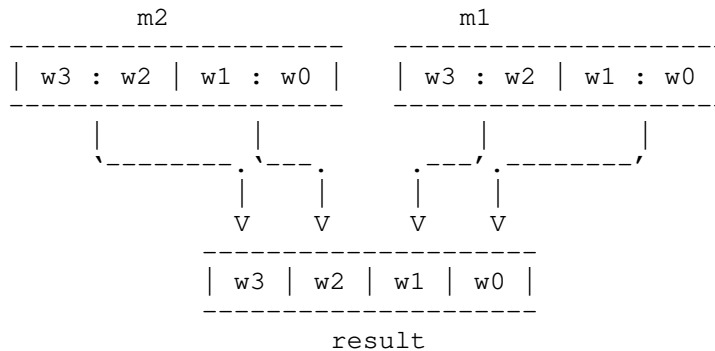 m2 m1
| w3 : w2 | w1 : w0 | | w3 : w2 | w1 : w0
| | | |
`--------.`---. .---'.--------'
| | | |
V V V V
| w3 | w2 | w1 | w0 |
result